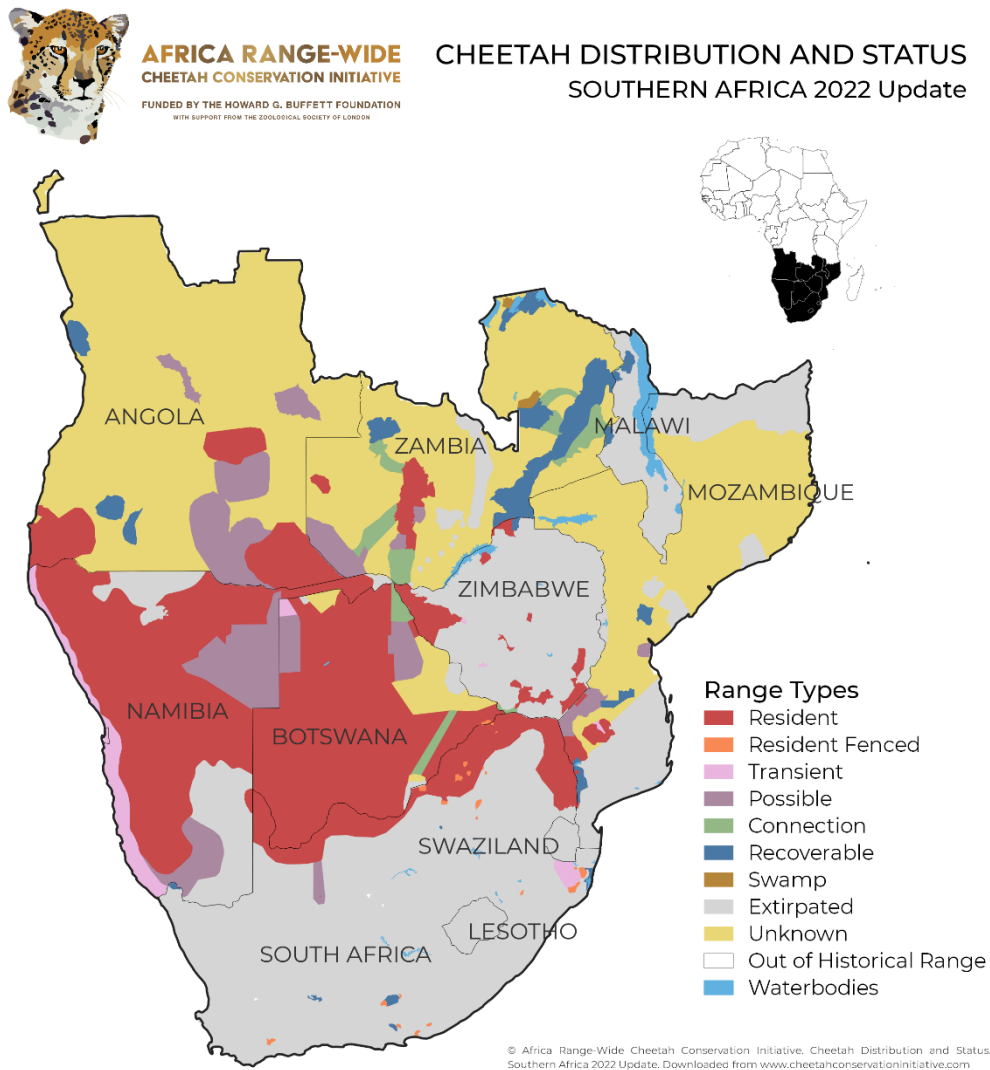 AFRICA RANGE-WIDE
CHEETAH CONSERVATION INITIATIVE
FUNDED BY THE HOWARD G. BUFFETT FOUNDATION
WITH SUPPORT FROM THE ZOOLOGICAL SOCIETY OF LONDON
CHEETAH DISTRIBUTION AND STATUS
SOUTHERN AFRICA 2022 Update
ANGOLA
ZAMBIA
MALAWI
MOZAMBIQUE
ZIMBABWE
NAMIBIA
BOTSWANA
SWAZILAND
LESOTHO
SOUTH AFRICA
Range Types
Resident
Resident Fenced
Transient
Possible
Connection
Recoverable
Swamp
Extirpated
Unknown
Out of Historical Range
Waterbodies
© Africa Range-Wide Cheetah Conservation Initiative. Cheetah Distribution and Status.
Southern Africa 2022 Update. Downloaded from www.cheetahconservationinitiative.com